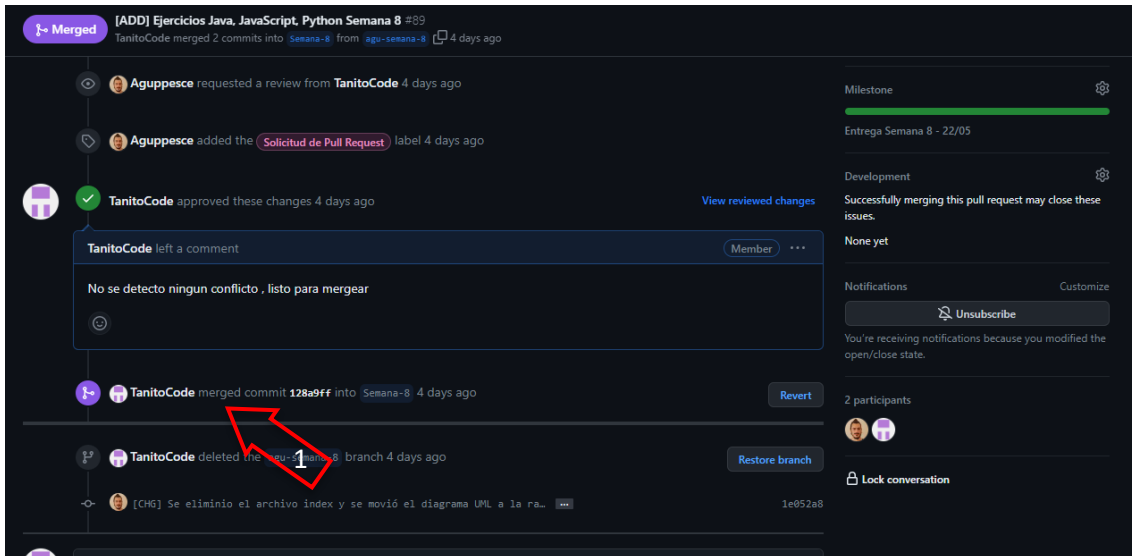 Merged
[ADD] Ejercicios Java, JavaScript, Python Semana 8 #89
TanitoCode merged 2 commits into Semana-8 from agu-semana-8 4 days ago
Aguppesce requested a review from TanitoCode 4 days ago
Aguppesce added the Solicitud de Pull Request label 4 days ago
TanitoCode approved these changes 4 days ago
View reviewed changes
TanitoCode left a comment
Member
No se detecto ningun conflicto , listo para mergear
TanitoCode merged commit 128a9ff into Semana-8 4 days ago
Revert
1
TanitoCode deleted the agu-semana-8 branch 4 days ago
Restore branch
[CHG] Se eliminio el archivo index y se movió el diagrama UML a la ra… ...
1e052a8
Milestone
Entrega Semana 8 - 22/05
Development
Successfully merging this pull request may close these
issues.
None yet
Notifications
Customize
Unsubscribe
You're receiving notifications because you modified the
open/close state.
2 participants
Lock conversation